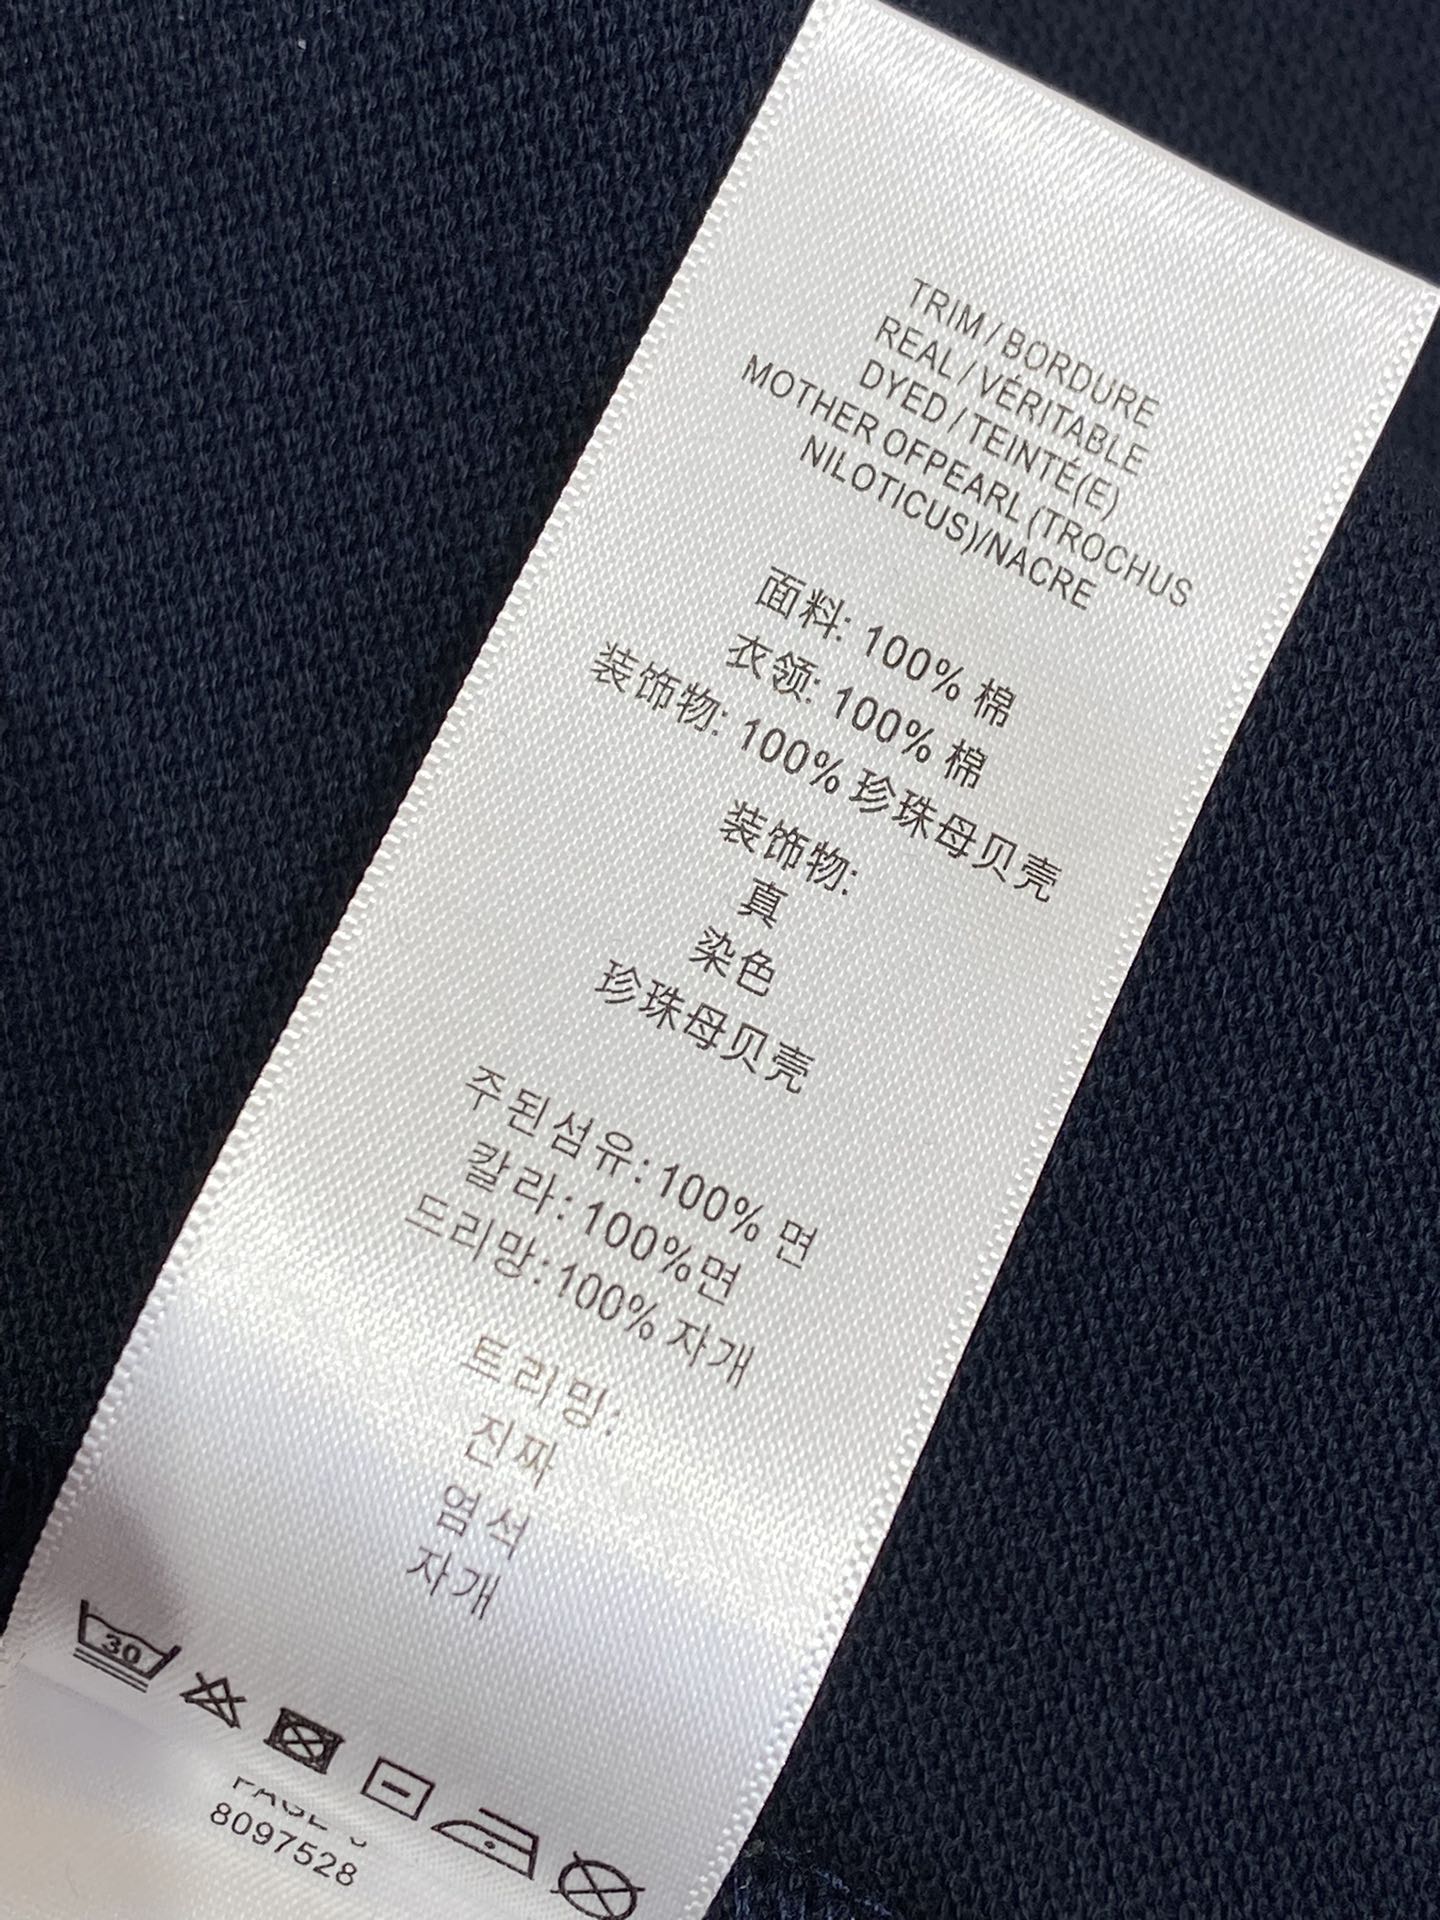 TRIM / BORDURE
REAL / VÉRITABLE
DYED / TEINTÉ(E)
MOTHER OFPEARL (TROCHUS
NILOTICUS)/NACRE
面料: 100% 棉
衣领: 100% 棉
装饰物: 100% 珍珠母贝壳
装饰物:
真
染色
珍珠母贝壳
주된섬유: 100% 면
칼라: 100%면
드리망: 100% 자개
트리밍:
진짜
염석
자개
30
8097528